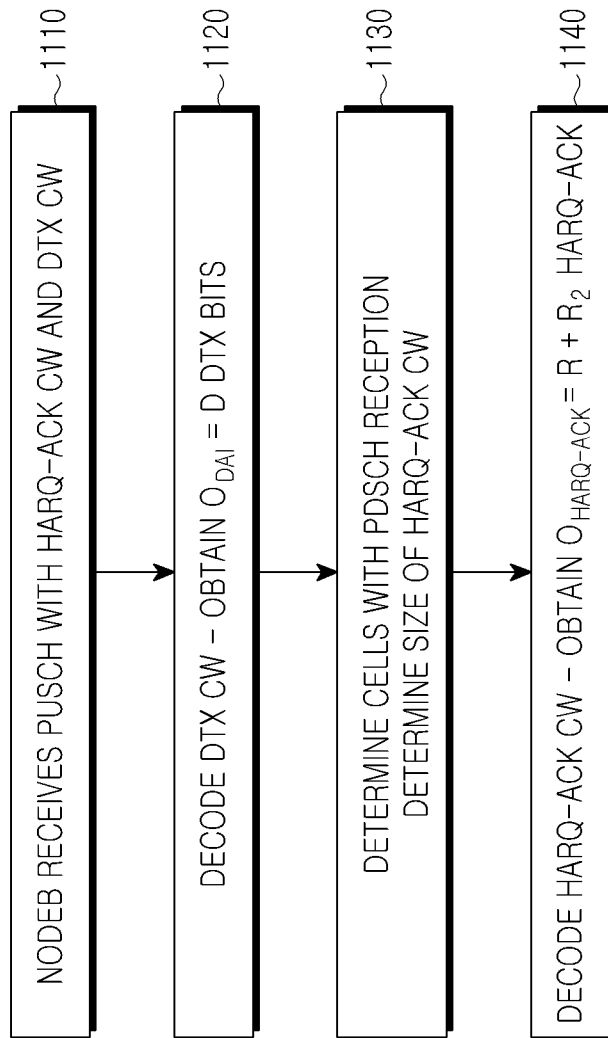 NODEB RECEIVES PUSCH WITH HARQ-ACK CW AND DTX CW
1110
DECODE DTX CW – OBTAIN O_DAI = D DTX BITS
1120
DETERMINE CELLS WITH PDSCH RECEPTION
DETERMINE SIZE OF HARQ-ACK CW
1130
DECODE HARQ-ACK CW – OBTAIN O_HARQ-ACK = R + R₂ HARQ-ACK
1140